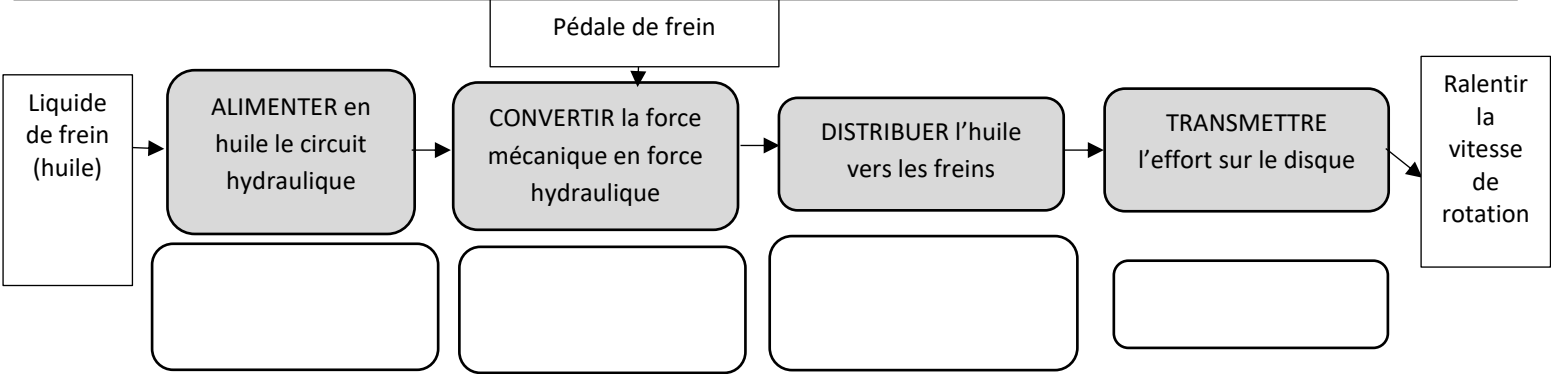 Pédale de frein
Liquide
de frein
(huile)
ALIMENTER en
huile le circuit
hydraulique
CONVERTIR la force
mécanique en force
hydraulique
DISTRIBUER l’huile
vers les freins
TRANSMETTRE
l’effort sur le disque
Ralentir
la
vitesse
de
rotation